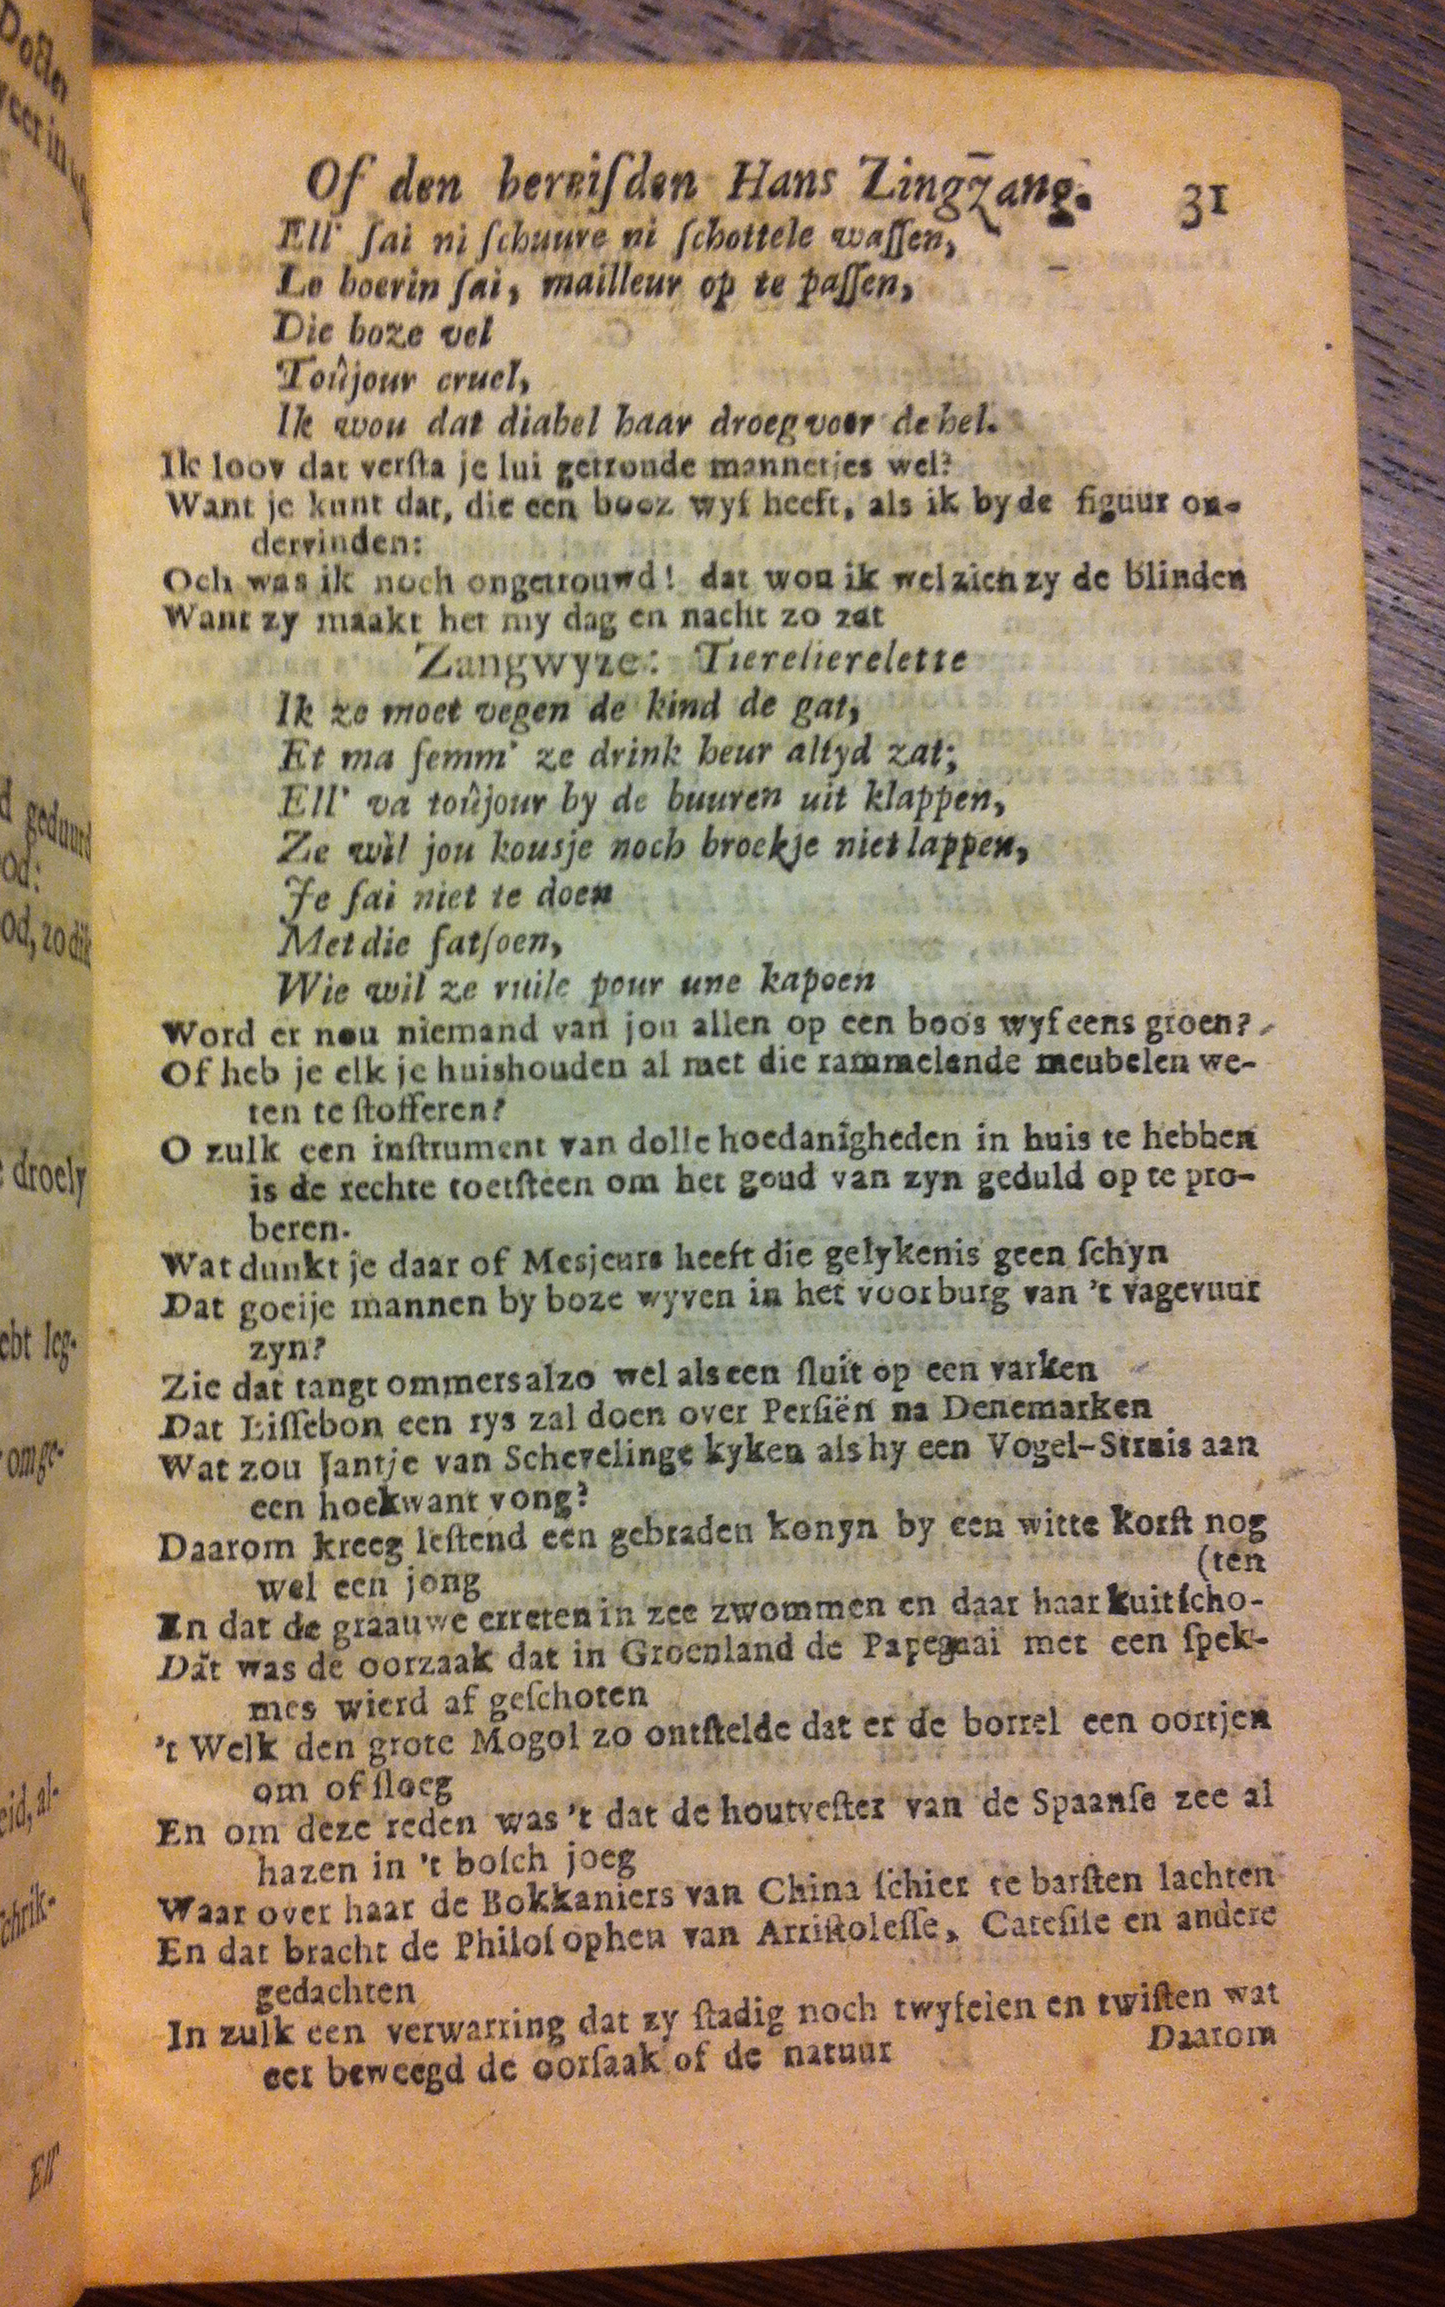 Of den bereiſden Hans Zingzang. 31
Ell' ſai ni ſchuure ni ſchottele waſſen,
Le boerin ſai, mailleur op te paſſen,
Die boze vel
Toûjour cruel,
Ik wou dat diabel haar droeg voor de hel.
Ik loov dat verſta je lui getronde mannetjes wel?
Want je kunt dat, die een booz wyf heeft, als ik by de figuur on-
dervinden:
Och was ik noch ongetrouwd! dat wou ik wel zien zy de blinden
Want zy maakt het my dag en nacht zo zat
Zangwyze: Tierelierelette
Ik ze moet vegen de kind de gat,
Et ma femm' ze drink heur altyd zat;
Ell' va toûjour by de buuren uit klappen,
Ze wil jou kousje noch broekje niet lappen,
Je ſai niet te doen
Met die fatſoen,
Wie wil ze ruile pour une kapoen
Word er nou niemand van jou allen op een boos wyf eens groen?
Of heb je elk je huishouden al met die rammelende meubelen we-
ten te ſtofferen?
O zulk een inſtrument van dolle hoedanigheden in huis te hebben
is de rechte toetſteen om het goud van zyn geduld op te pro-
beren.
Wat dunkt je daar of Mesjeurs heeft die gelykenis geen ſchyn
Dat goeije mannen by boze wyven in het voorburg van 't vagevuur
zyn?
Zie dat tangt ommers alzo wel als een ſluit op een varken
Dat Liſſebon een rys zal doen over Perſiën na Denemarken
Wat zou Jantje van Schevelinge kyken als hy een Vogel-Struis aan
een hoekwant vong?
Daarom kreeg leſtend een gebraden konyn by een witte korſt nog
wel een jong
(ten
En dat de graauwe erreten in zee zwommen en daar haar kuit ſcho-
Dat was de oorzaak dat in Groenland de Papegaai met een ſpek-
mes wierd af geſchoten
't Welk den grote Mogol zo ontſtelde dat er de borrel een oortjen
om of ſloeg
En om deze reden was 't dat de houtveſter van de Spaanſe zee al
hazen in 't boſch joeg
Waar over haar de Bokkaniers van China ſchier te barſten lachten
En dat bracht de Philoſophen van Arriſtoleſſe, Cateſiſe en andere
gedachten
In zulk een verwarring dat zy ſtadig noch twyfelen en twiſten wat
eer beweegd de oorſaak of de natuur
Daarom